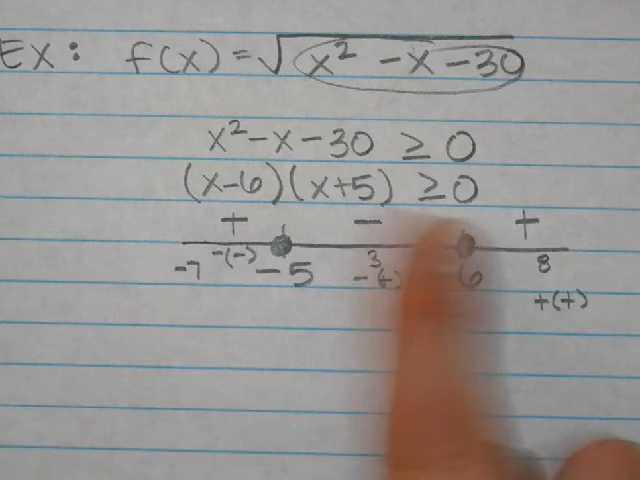 Ex: f(x) = √(x² - x - 30)
x² - x - 30 ≥ 0
(x-6)(x+5) ≥ 0
+ - +
-7 -(-) -5 3 -(+) 6 8
+(+)